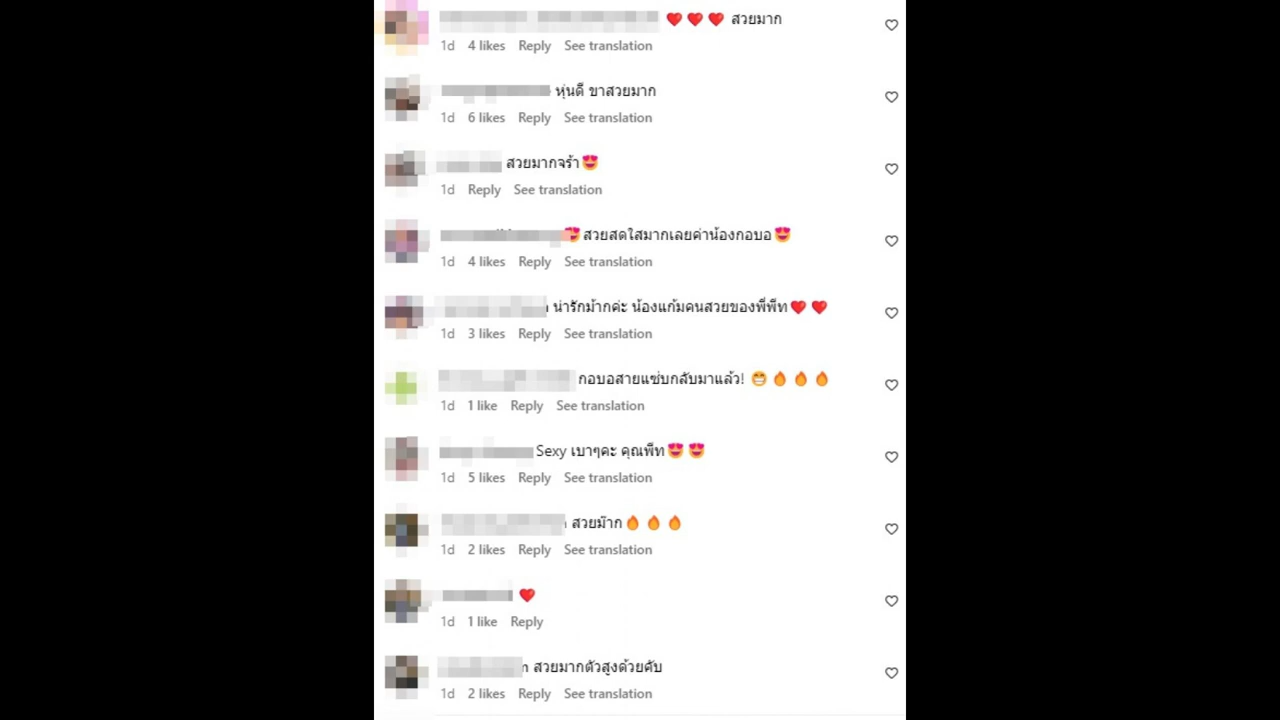 ❤️ ❤️ ❤️ สวยมาก
1d 4 likes Reply See translation
หุ่นดี ขาสวยมาก
1d 6 likes Reply See translation
สวยมากจร้า😍
1d Reply See translation
🥰 สวยสดใสมากเลยค่าน้องกอบอ😍
1d 4 likes Reply See translation
น่ารักม้ากค่ะ น้องแก้มคนสวยของพี่พีท❤️ ❤️
1d 3 likes Reply See translation
กอบอสายแซ่บกลับมาแล้ว! 😁 🔥 🔥 🔥
1d 1 like Reply See translation
Sexy เบาๆคะ คุณพีท😍 😍
1d 5 likes Reply See translation
สวยม๊าก🔥 🔥 🔥
1d 2 likes Reply See translation
❤️
1d 1 like Reply
สวยมากตัวสูงด้วยคับ
1d 2 likes Reply See translation